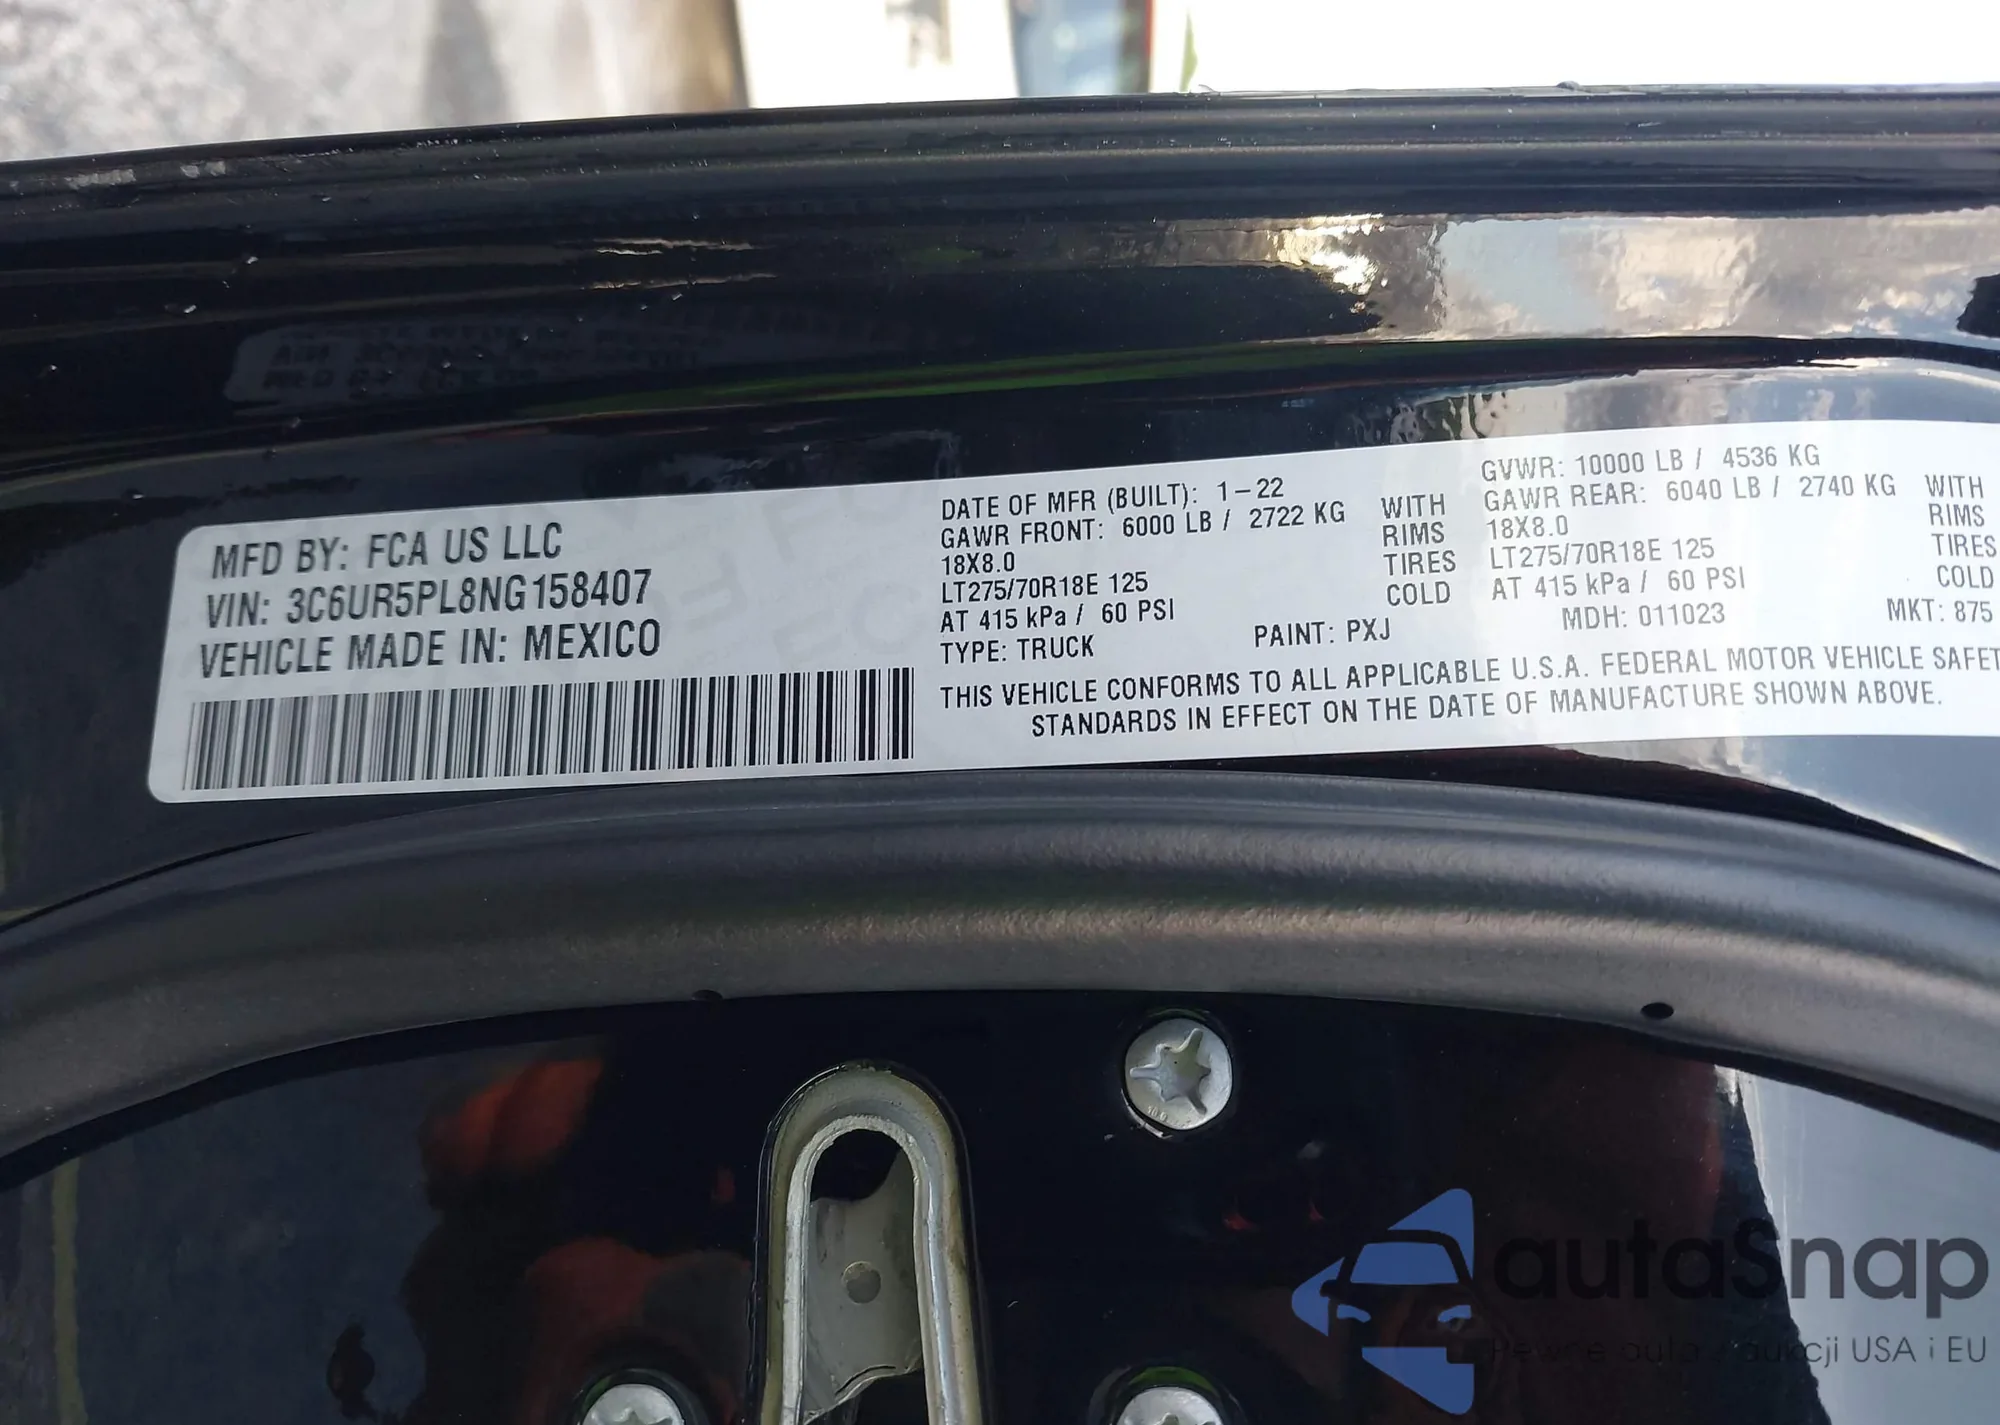 MFD BY: FCA US LLC
VIN: 3C6UR5PL8NG158407
VEHICLE MADE IN: MEXICO
DATE OF MFR (BUILT): 1-22
GAWR FRONT: 6000 LB / 2722 KG WITH
18X8.0 RIMS
LT275/70R18E 125 TIRES
AT 415 kPa / 60 PSI COLD
TYPE: TRUCK PAINT: PXJ
GVWR: 10000 LB / 4536 KG
GAWR REAR: 6040 LB / 2740 KG WITH
18X8.0 RIMS
LT275/70R18E 125 TIRES
AT 415 kPa / 60 PSI COLD
MDH: 011023 MKT: 875
THIS VEHICLE CONFORMS TO ALL APPLICABLE U.S.A. FEDERAL MOTOR VEHICLE SAFET
STANDARDS IN EFFECT ON THE DATE OF MANUFACTURE SHOWN ABOVE.
autaSnap
Pewne auta z aukcji USA i EU